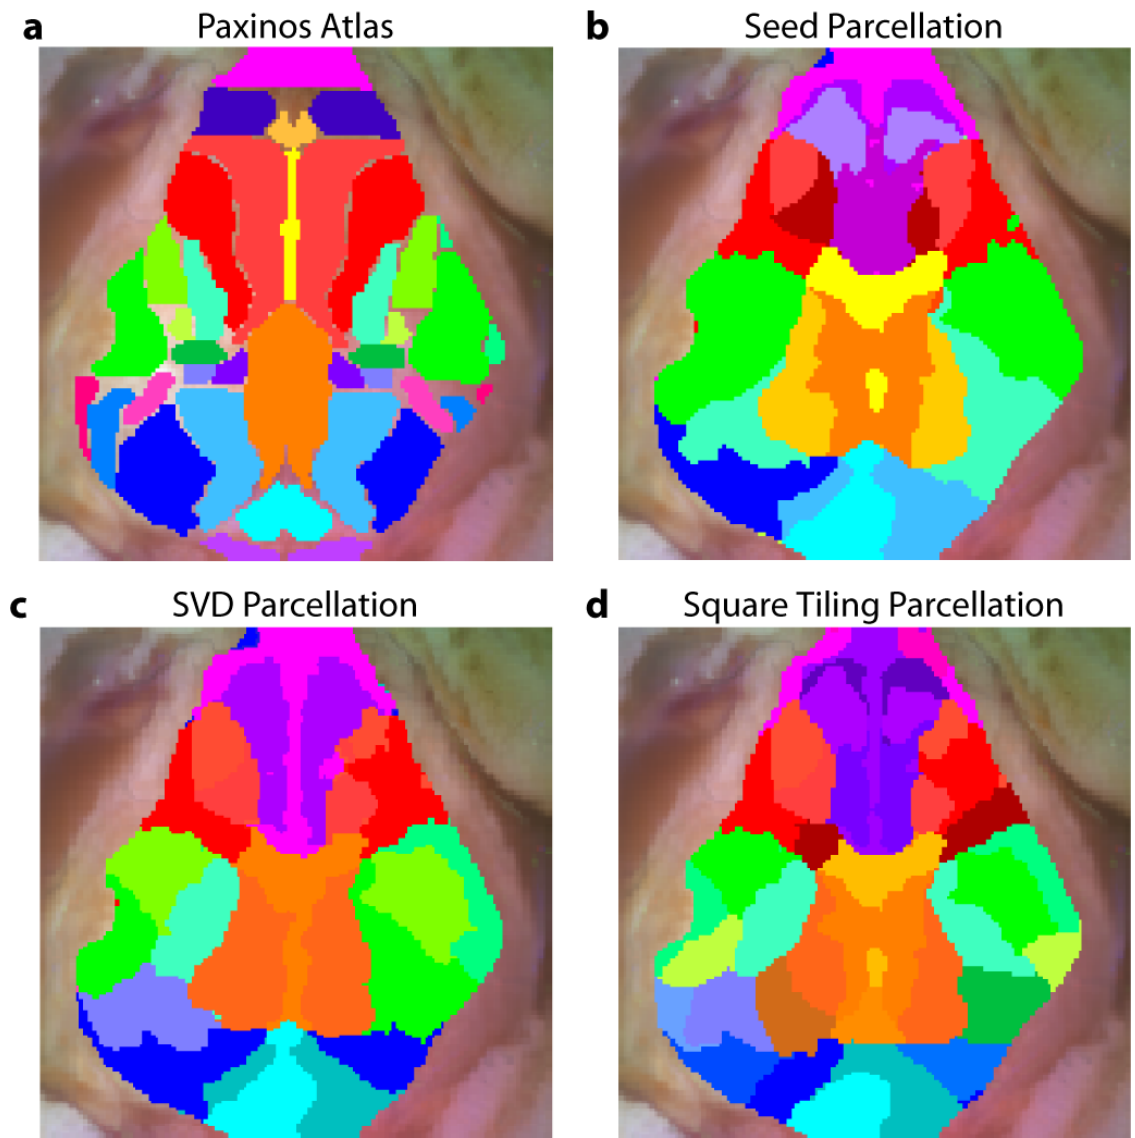 a Paxinos Atlas
b Seed Parcellation
c SVD Parcellation
d Square Tiling Parcellation